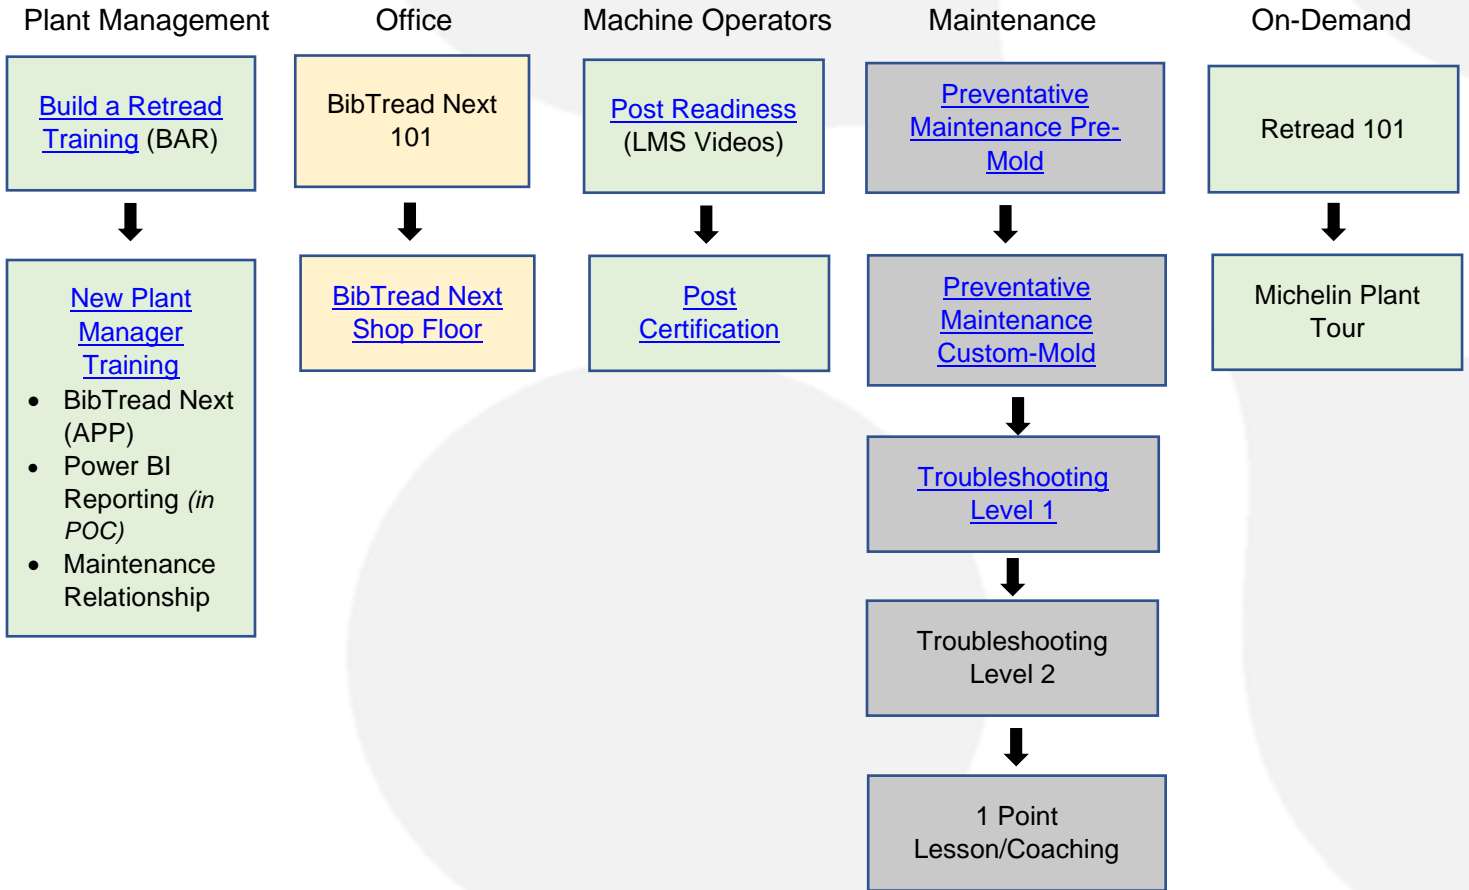 Plant Management
Office
Machine Operators
Maintenance
On-Demand
Build a Retread
Training (BAR)
BibTread Next
101
Post Readiness
(LMS Videos)
Preventative
Maintenance Pre-
Mold
Retread 101
New Plant
Manager
Training
• BibTread Next
(APP)
• Power BI
Reporting (in
POC)
• Maintenance
Relationship
BibTread Next
Shop Floor
Post
Certification
Preventative
Maintenance
Custom-Mold
Michelin Plant
Tour
Troubleshooting
Level 1
Troubleshooting
Level 2
1 Point
Lesson/Coaching